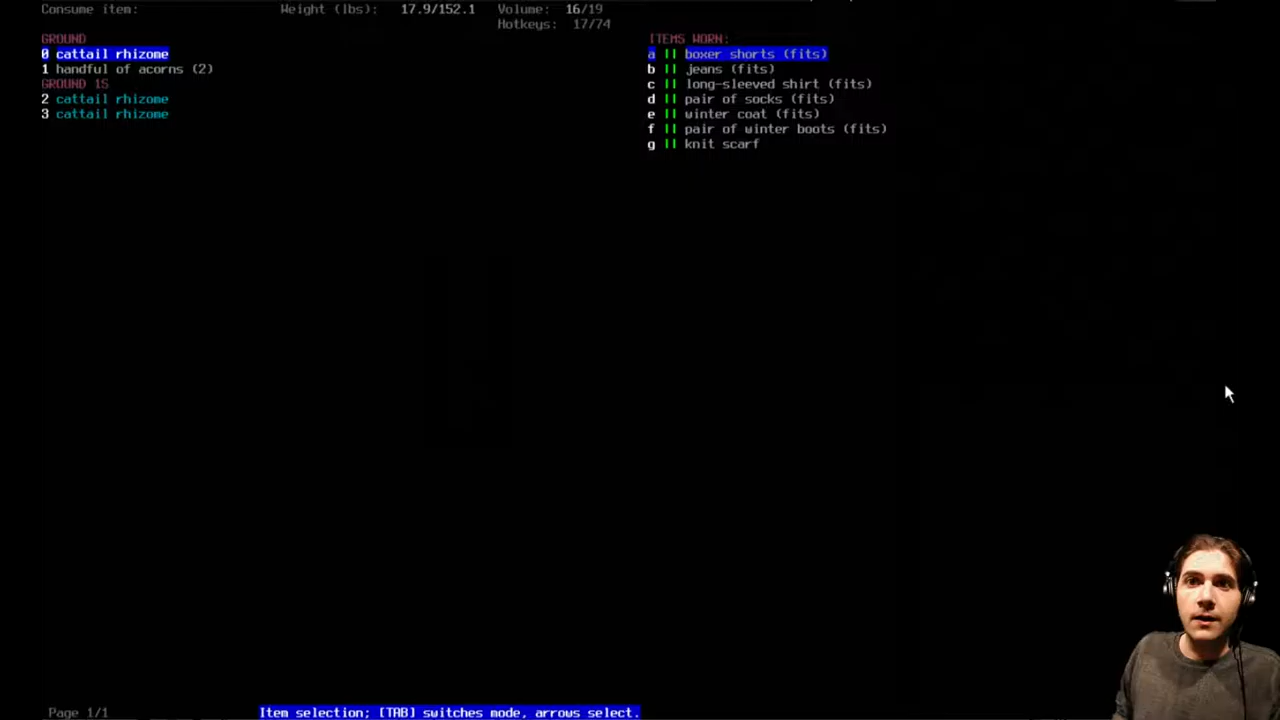 Consume item: Weight (lbs): 17.9/152.1 Volume: 16/19
Hotkeys: 17/74
GROUND
0 cattail rhizome
1 handful of acorns (2)
GROUND 1S
2 cattail rhizome
3 cattail rhizome
ITEMS WORN:
a || boxer shorts (fits)
b || jeans (fits)
c || long-sleeved shirt (fits)
d || pair of socks (fits)
e || winter coat (fits)
f || pair of winter boots (fits)
g || knit scarf
Page 1/1 Item selection; [TAB] switches mode, arrows select.